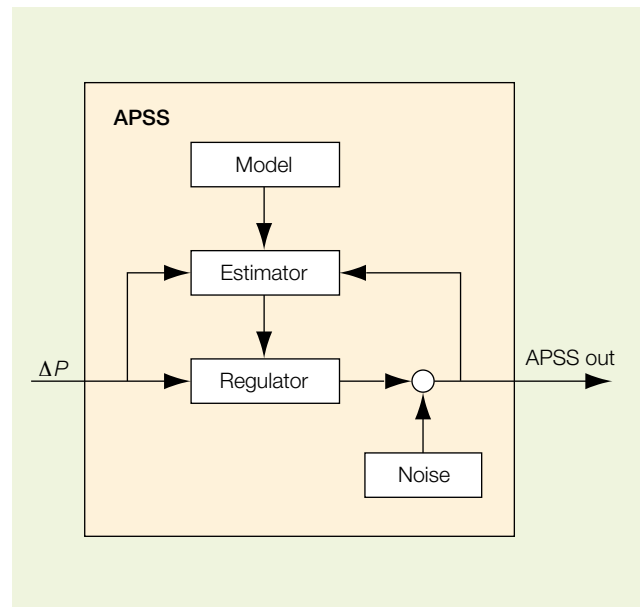 APSS
Model
Estimator
ΔP
Regulator
APSS out
Noise